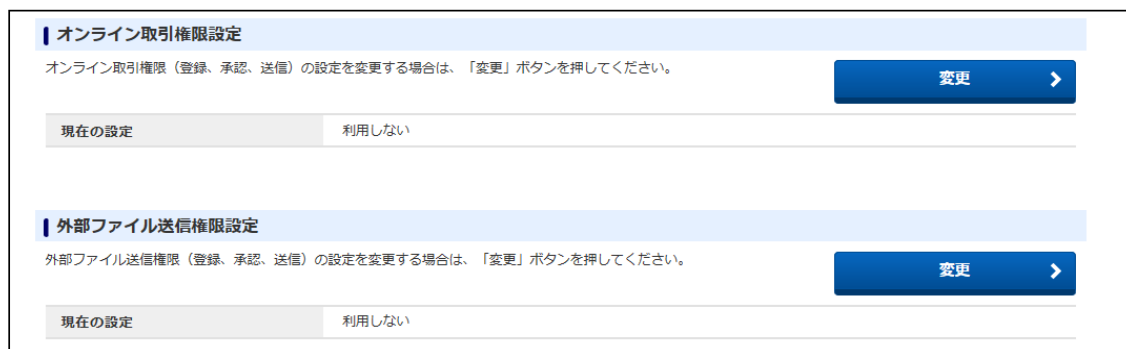 オンライン取引権限設定
オンライン取引権限（登録、承認、送信）の設定を変更する場合は、「変更」ボタンを押してください。
変更
現在の設定 利用しない
外部ファイル送信権限設定
外部ファイル送信権限（登録、承認、送信）の設定を変更する場合は、「変更」ボタンを押してください。
変更
現在の設定 利用しない